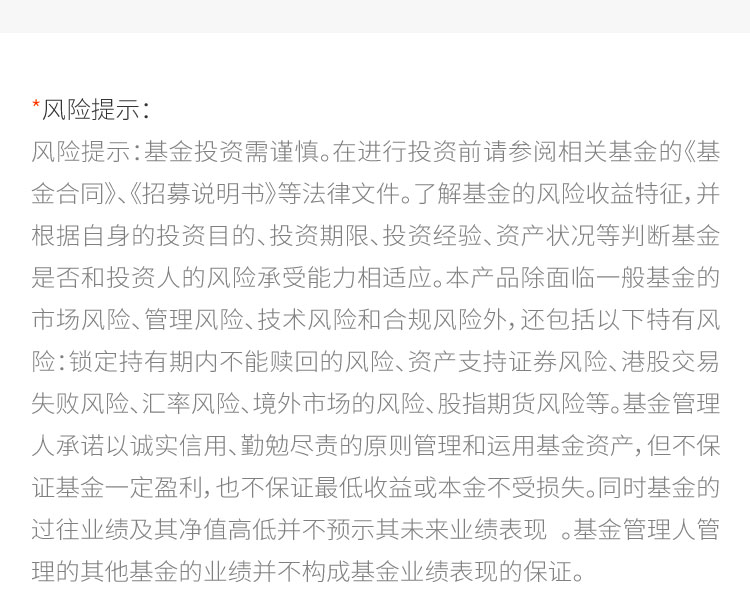 *风险提示：
风险提示：基金投资需谨慎。在进行投资前请参阅相关基金的《基
金合同》、《招募说明书》等法律文件。了解基金的风险收益特征，并
根据自身的投资目的、投资期限、投资经验、资产状况等判断基金
是否和投资人的风险承受能力相适应。本产品除面临一般基金的
市场风险、管理风险、技术风险和合规风险外，还包括以下特有风
险：锁定持有期内不能赎回的风险、资产支持证券风险、港股交易
失败风险、汇率风险、境外市场的风险、股指期货风险等。基金管理
人承诺以诚实信用、勤勉尽责的原则管理和运用基金资产，但不保
证基金一定盈利，也不保证最低收益或本金不受损失。同时基金的
过往业绩及其净值高低并不预示其未来业绩表现 。基金管理人管
理的其他基金的业绩并不构成基金业绩表现的保证。